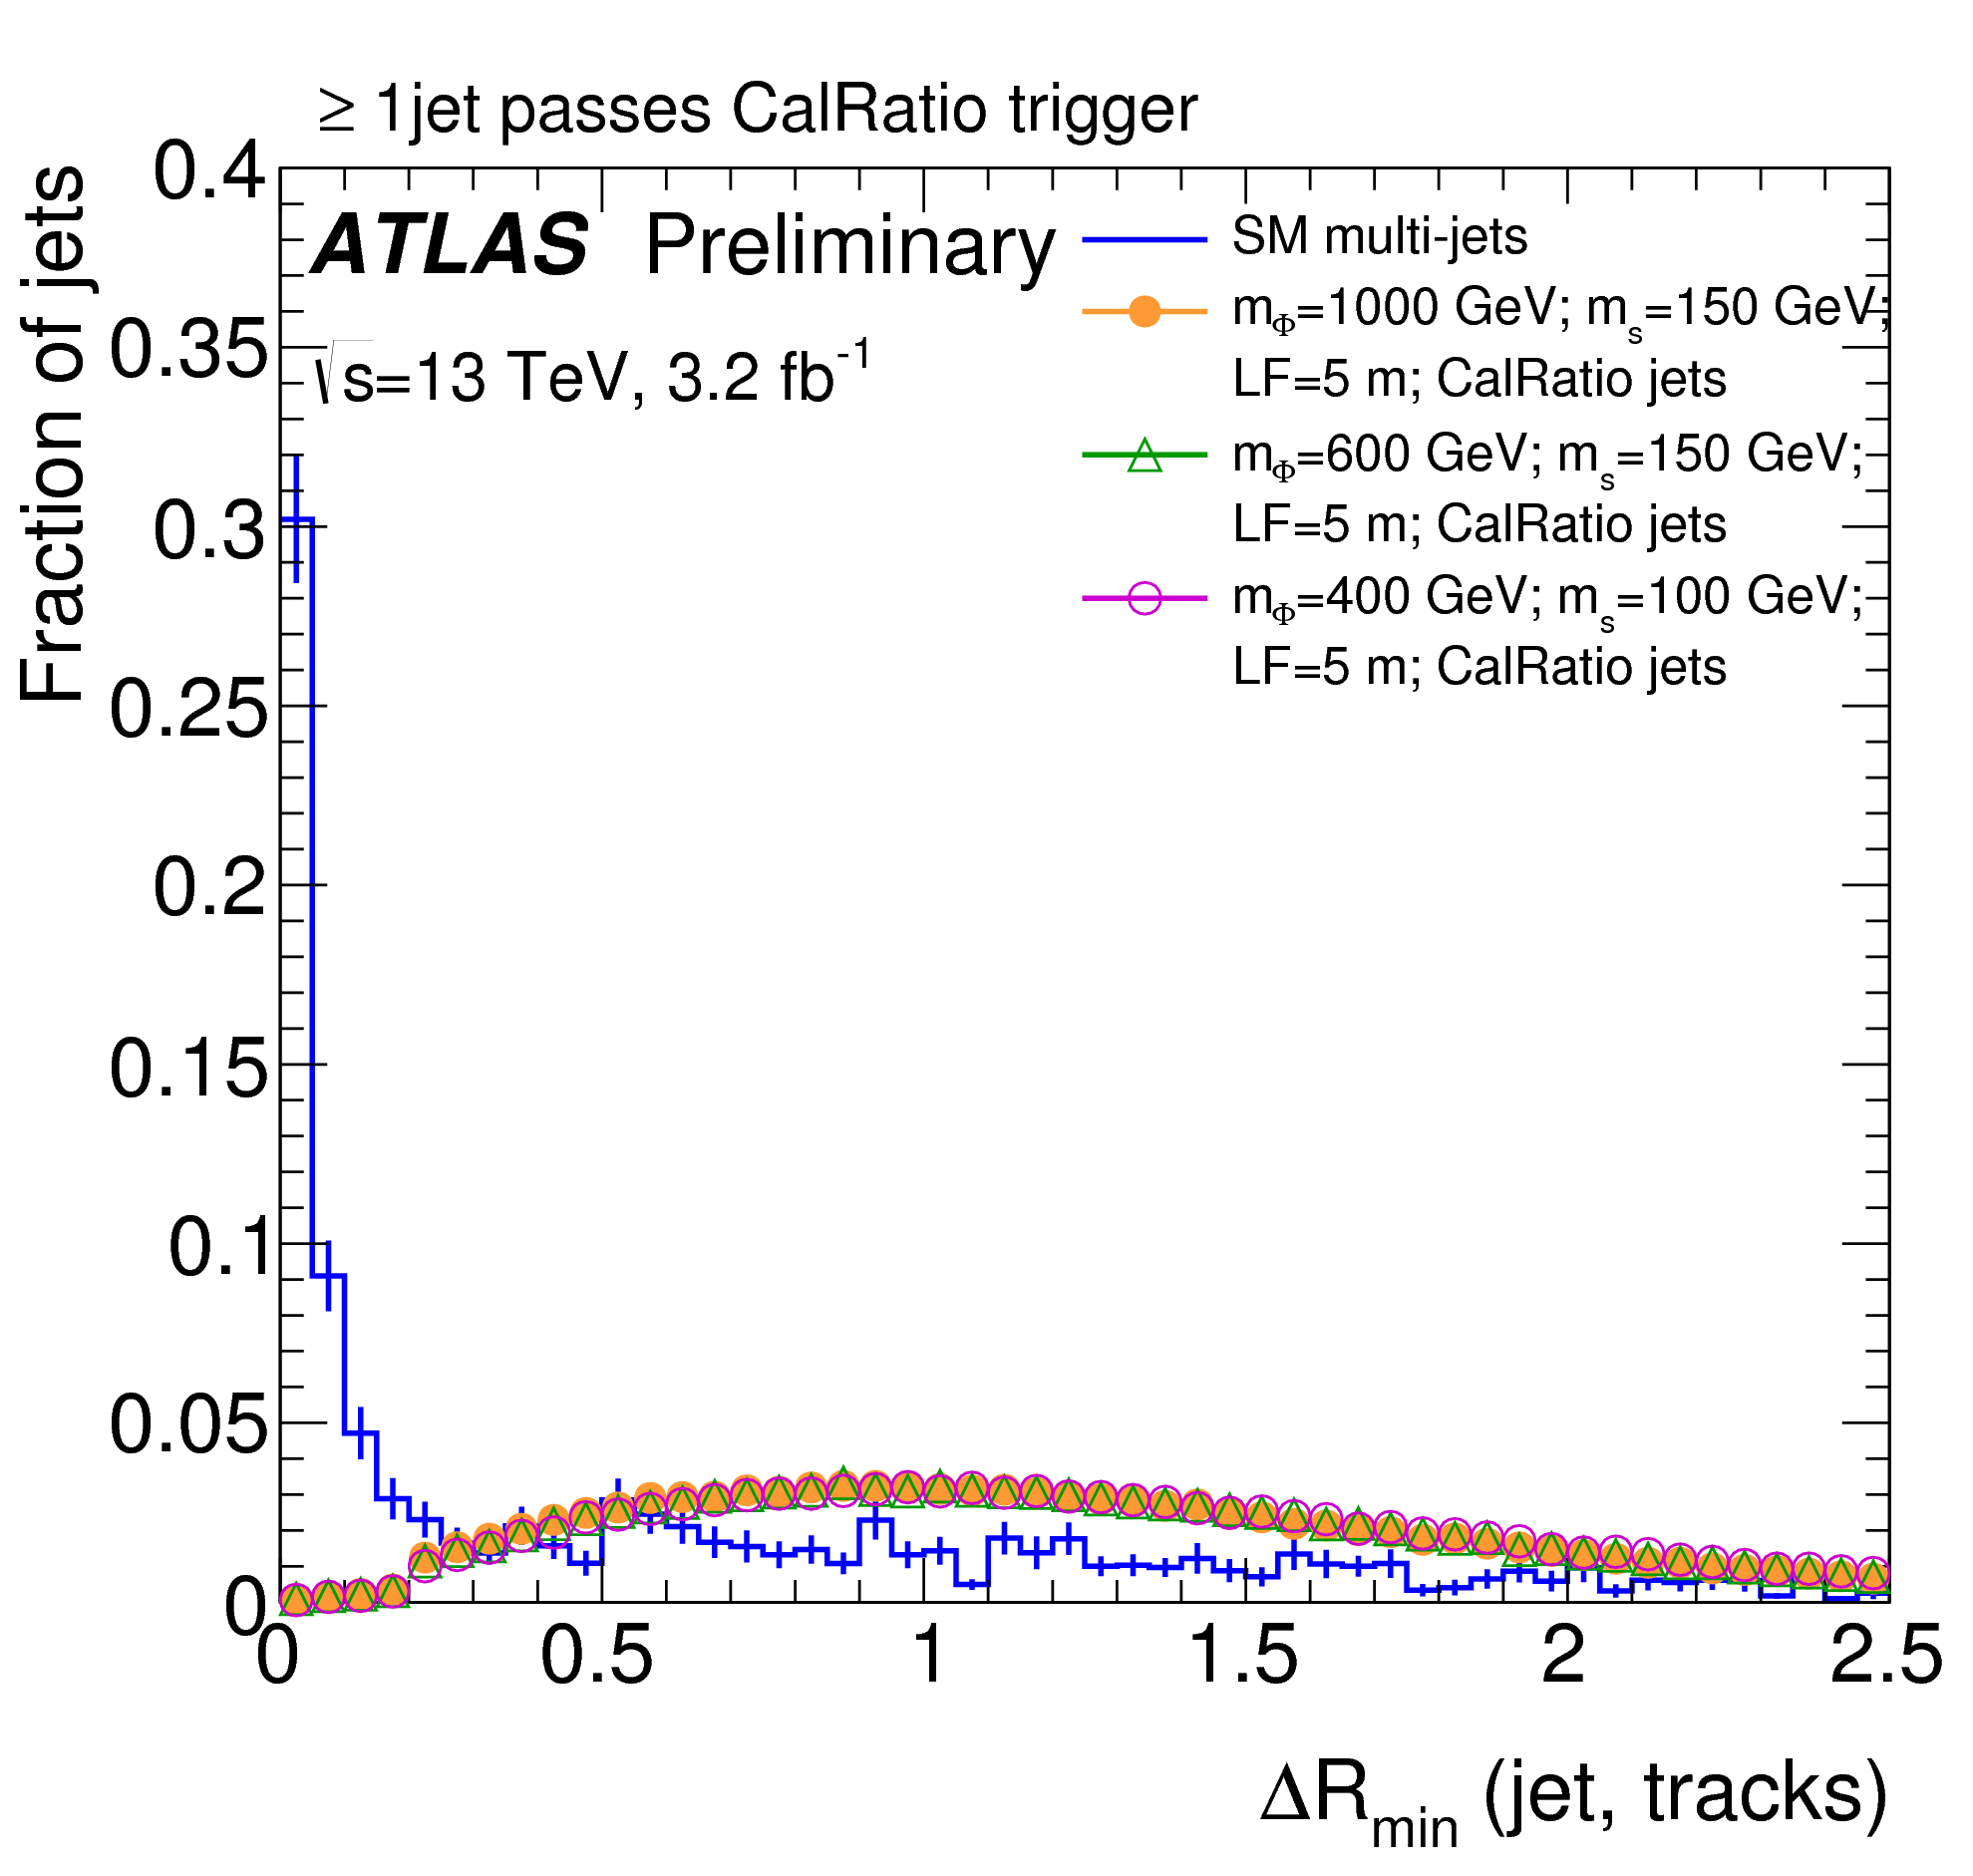 ≥ 1jet passes CalRatio trigger
Fraction of jets
0.4
0.35
0.3
0.25
0.2
0.15
0.1
0.05
0
ATLAS Preliminary
√s=13 TeV, 3.2 fb-1
SM multi-jets
mΦ=1000 GeV; ms=150 GeV;
LF=5 m; CalRatio jets
mΦ=600 GeV; ms=150 GeV;
LF=5 m; CalRatio jets
mΦ=400 GeV; ms=100 GeV;
LF=5 m; CalRatio jets
0 0.5 1 1.5 2 2.5
ΔRmin (jet, tracks)